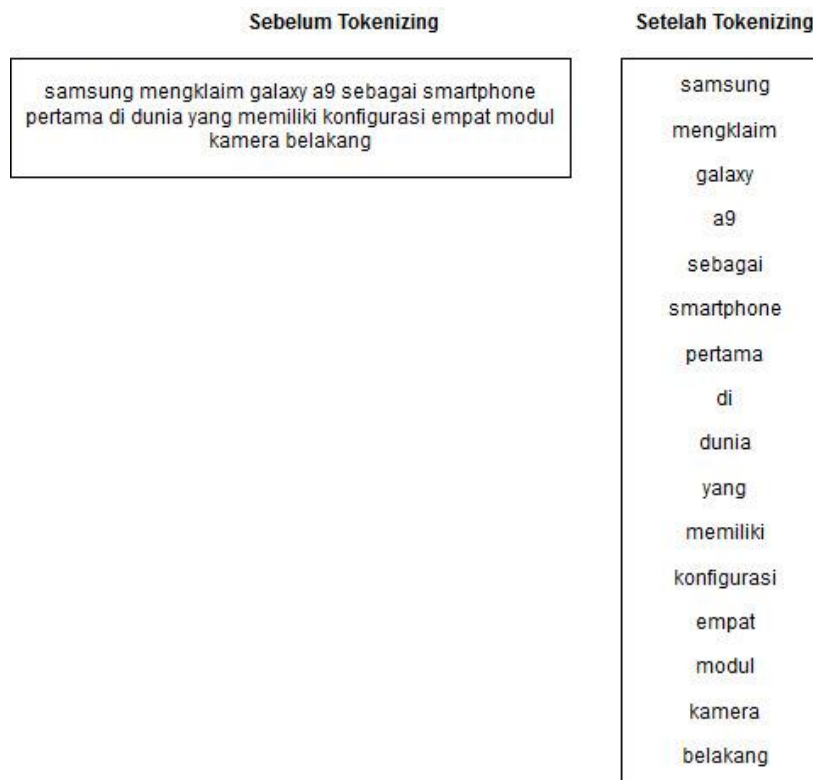 Sebelum Tokenizing
samsung mengklaim galaxy a9 sebagai smartphone
pertama di dunia yang memiliki konfigurasi empat modul
kamera belakang
Setelah Tokenizing
samsung
mengklaim
galaxy
a9
sebagai
smartphone
pertama
di
dunia
yang
memiliki
konfigurasi
empat
modul
kamera
belakang